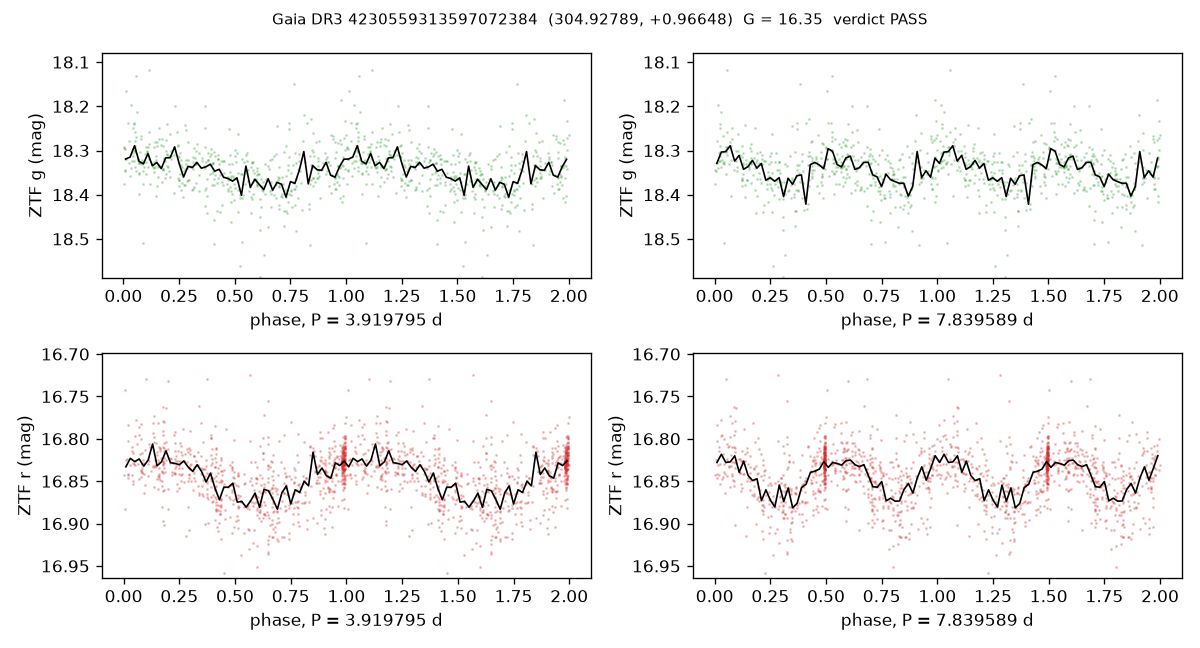 Gaia DR3 4230559313597072384  (304.92789, +0.96648)  G = 16.35  verdict PASS
18.1
18.2
18.3
18.4
18.5
ZTF g (mag)
0.00 0.25 0.50 0.75 1.00 1.25 1.50 1.75 2.00
phase, P = 3.919795 d
18.1
18.2
18.3
18.4
18.5
ZTF g (mag)
0.00 0.25 0.50 0.75 1.00 1.25 1.50 1.75 2.00
phase, P = 7.839589 d
16.70
16.75
16.80
16.85
16.90
16.95
ZTF r (mag)
0.00 0.25 0.50 0.75 1.00 1.25 1.50 1.75 2.00
phase, P = 3.919795 d
16.70
16.75
16.80
16.85
16.90
16.95
ZTF r (mag)
0.00 0.25 0.50 0.75 1.00 1.25 1.50 1.75 2.00
phase, P = 7.839589 d